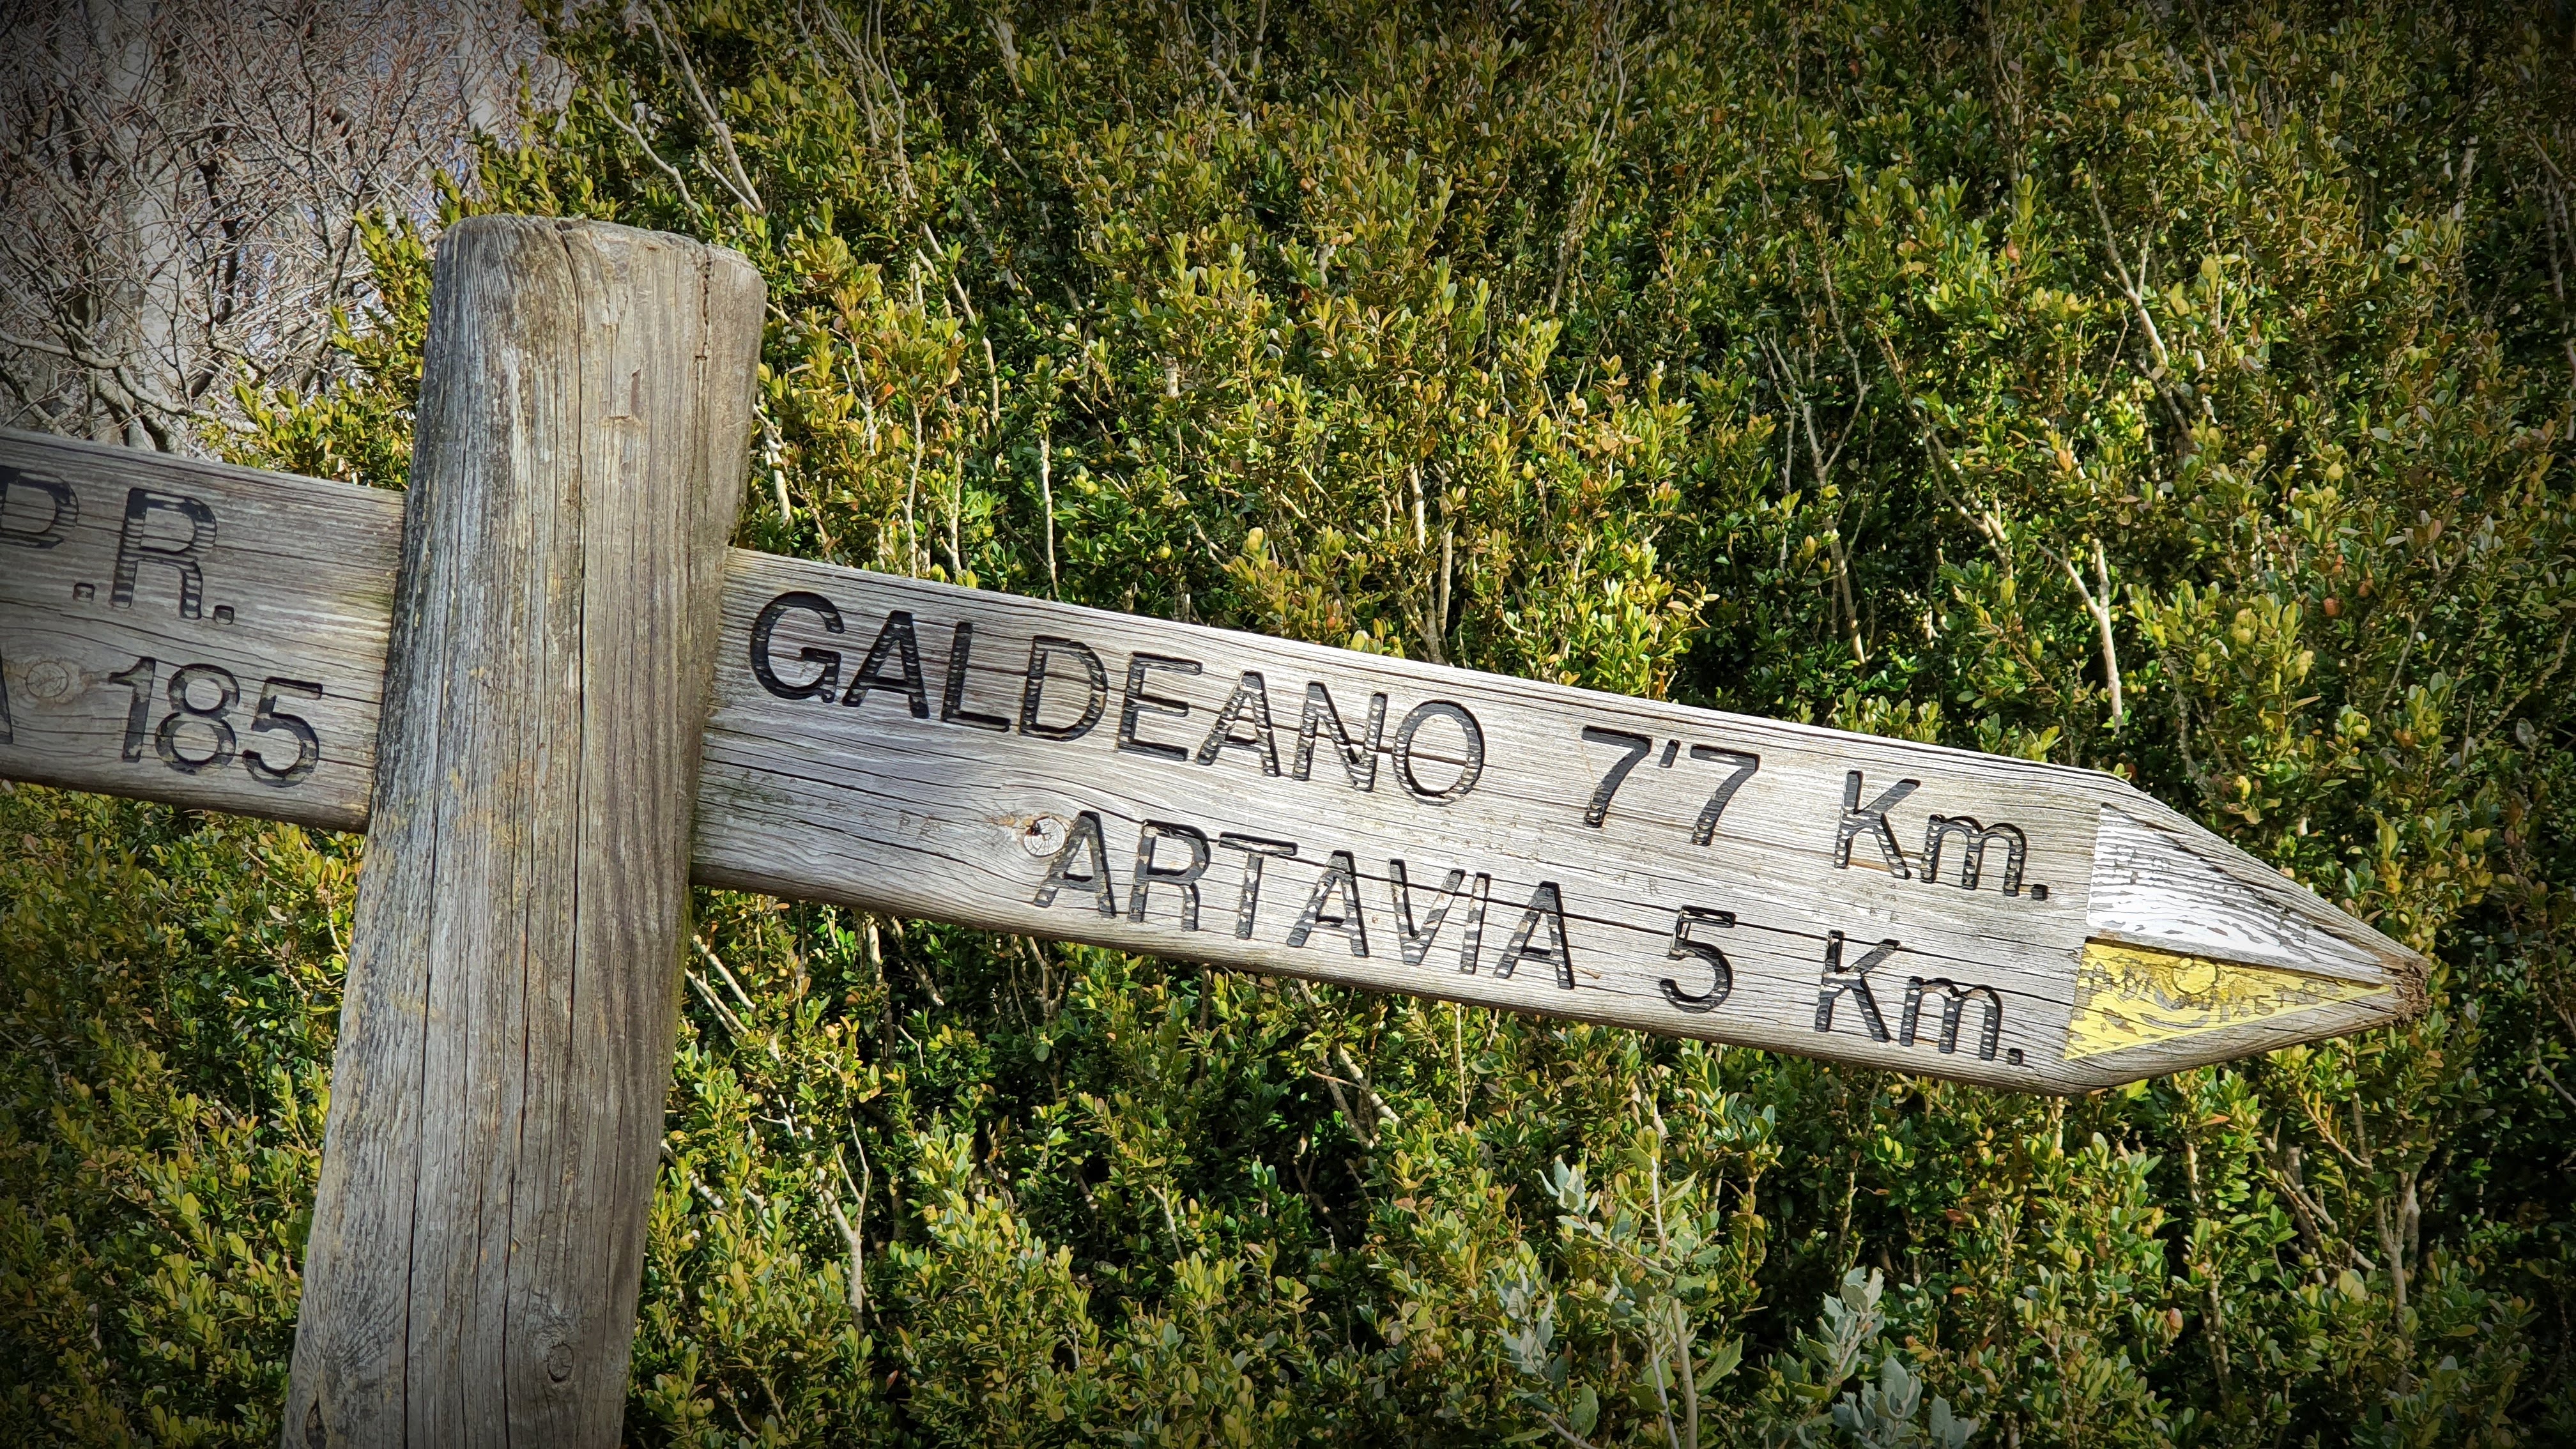 P.R.
185
GALDEANO 7'7 Km.
ARTAVIA 5 Km.